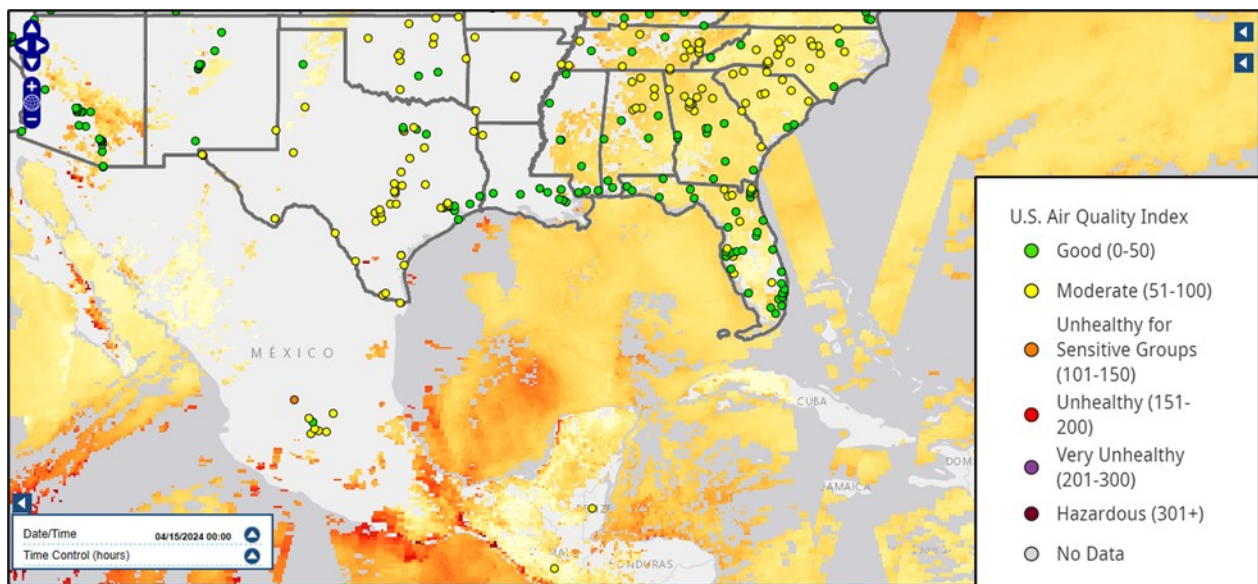 MÉXICO
CUBA
JAMAICA
HONDURAS
Date/Time 04/15/2024 00:00
Time Control (hours)
U.S. Air Quality Index
Good (0-50)
Moderate (51-100)
Unhealthy for
Sensitive Groups
(101-150)
Unhealthy (151-
200)
Very Unhealthy
(201-300)
Hazardous (301+)
No Data